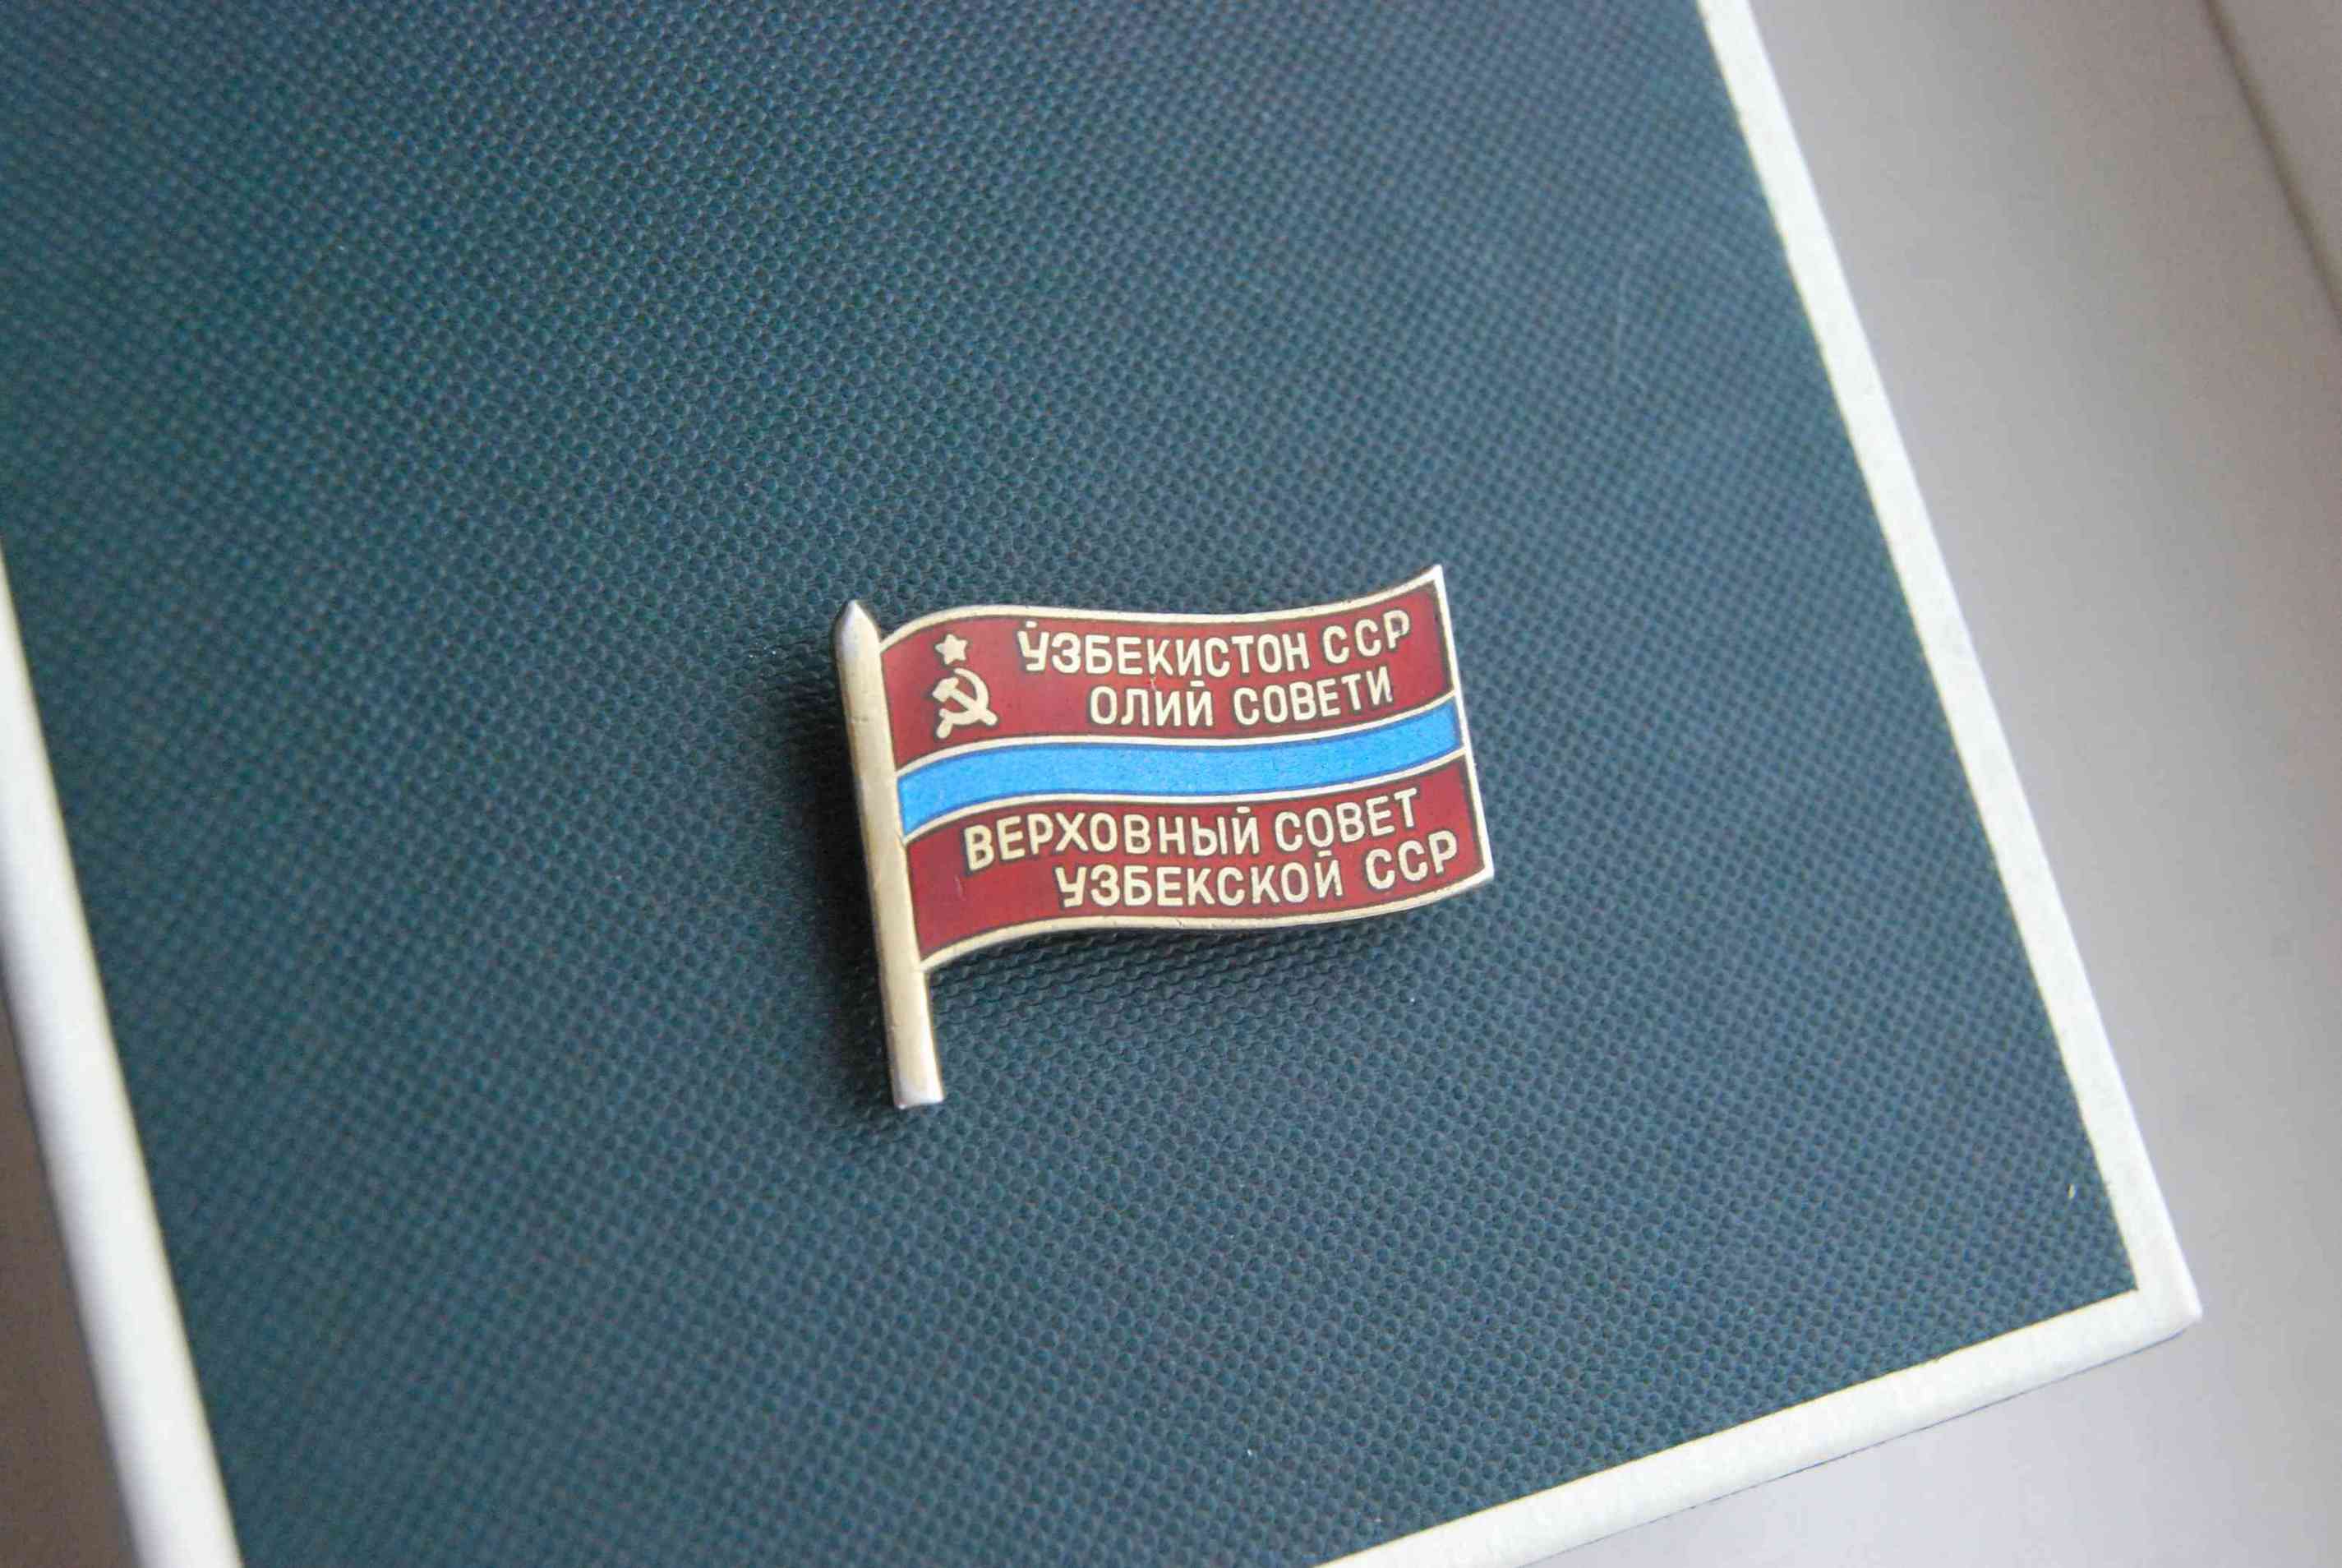 ЎЗБЕКИСТОН ССР
ОЛИЙ СОВЕТИ
ВЕРХОВНЫЙ СОВЕТ
УЗБЕКСКОЙ ССР